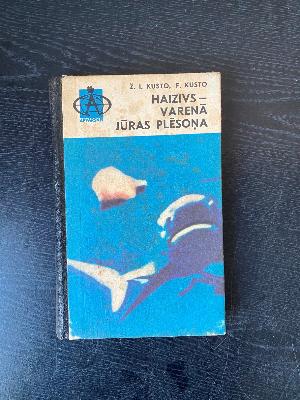 Ž. I. KUSTO, F. KUSTO
HAIZIVS –
VARENĀ
JŪRAS PLĒSOŅA